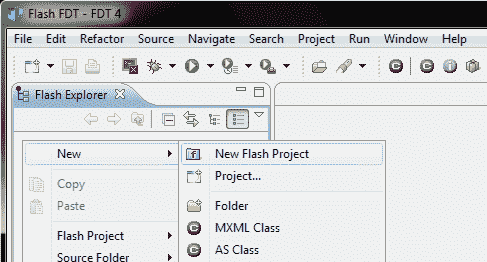 Flash FDT - FDT 4
File Edit Refactor Source Navigate Search Project Run Window Help
Flash Explorer
New
New Flash Project
Project...
Copy
Paste
Folder
MXML Class
Flash Project
AS Class
Source Folder